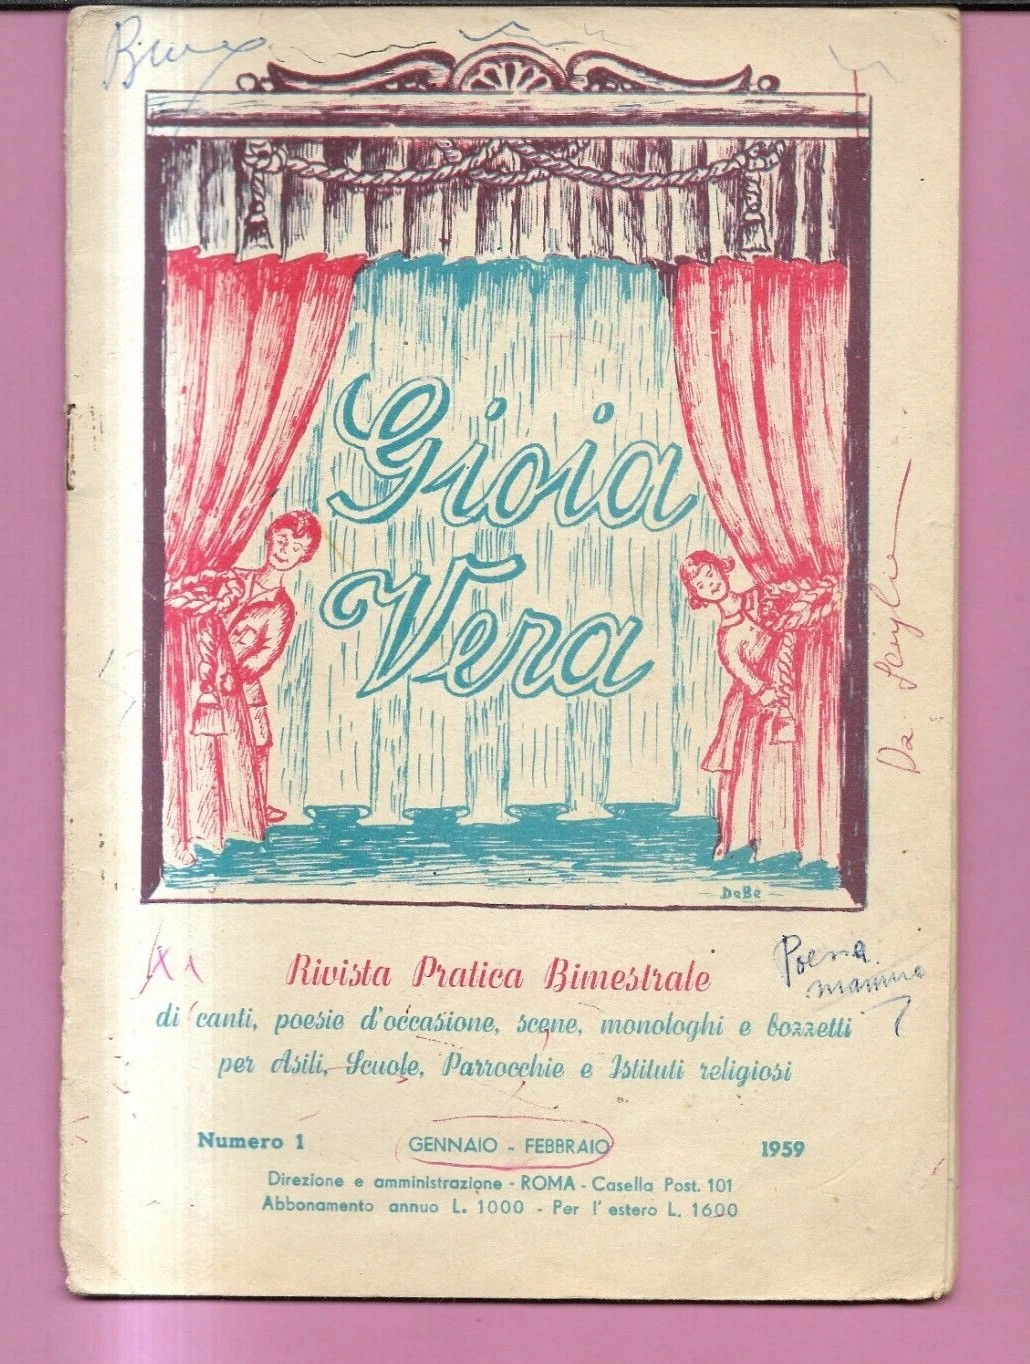 Gioia
Vera
DeBe
Rivista Pratica Bimestrale
di canti, poesie d'occasione, scene, monologhi e bozzetti
per Asili, Scuole, Parrocchie e Istituti religiosi
Poesia
mamma
Numero 1 GENNAIO - FEBBRAIO 1959
Direzione e amministrazione - ROMA - Casella Post. 101
Abbonamento annuo L. 1000 - Per l'estero L. 1600
Da